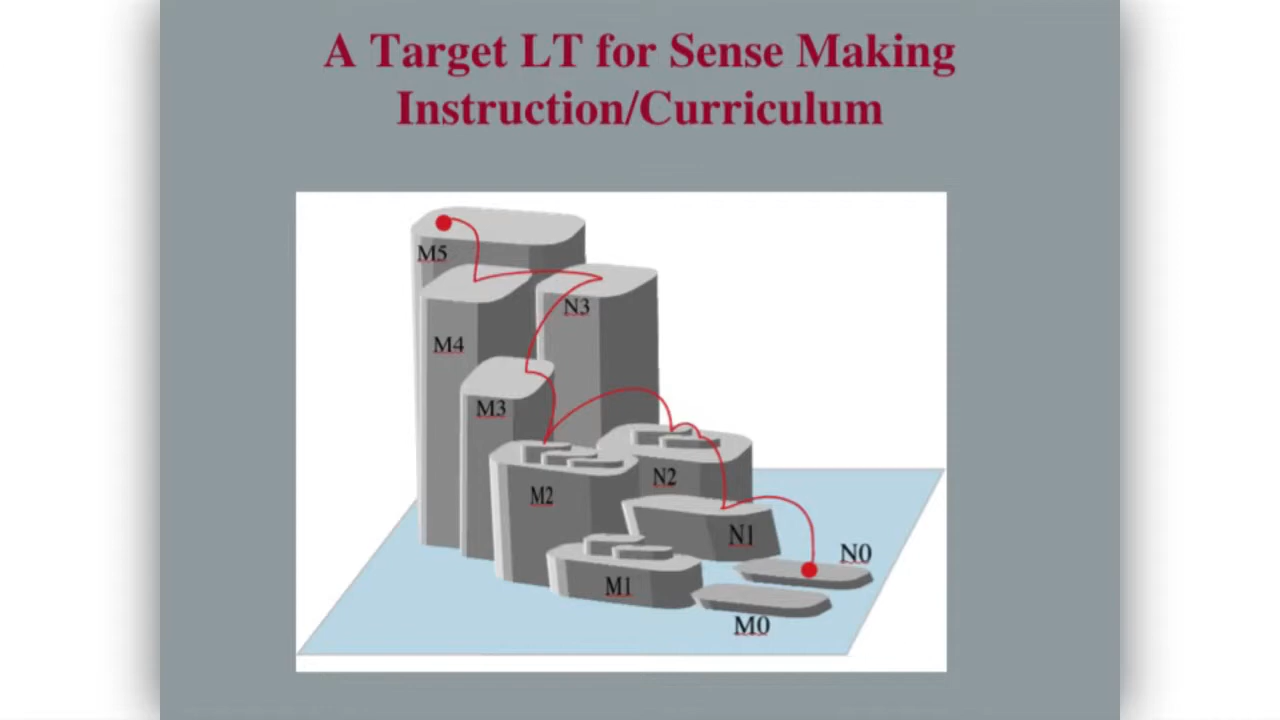 A Target LT for Sense Making
Instruction/Curriculum
M5
N3
M4
M3
N2
M2
N1
N0
M1
M0